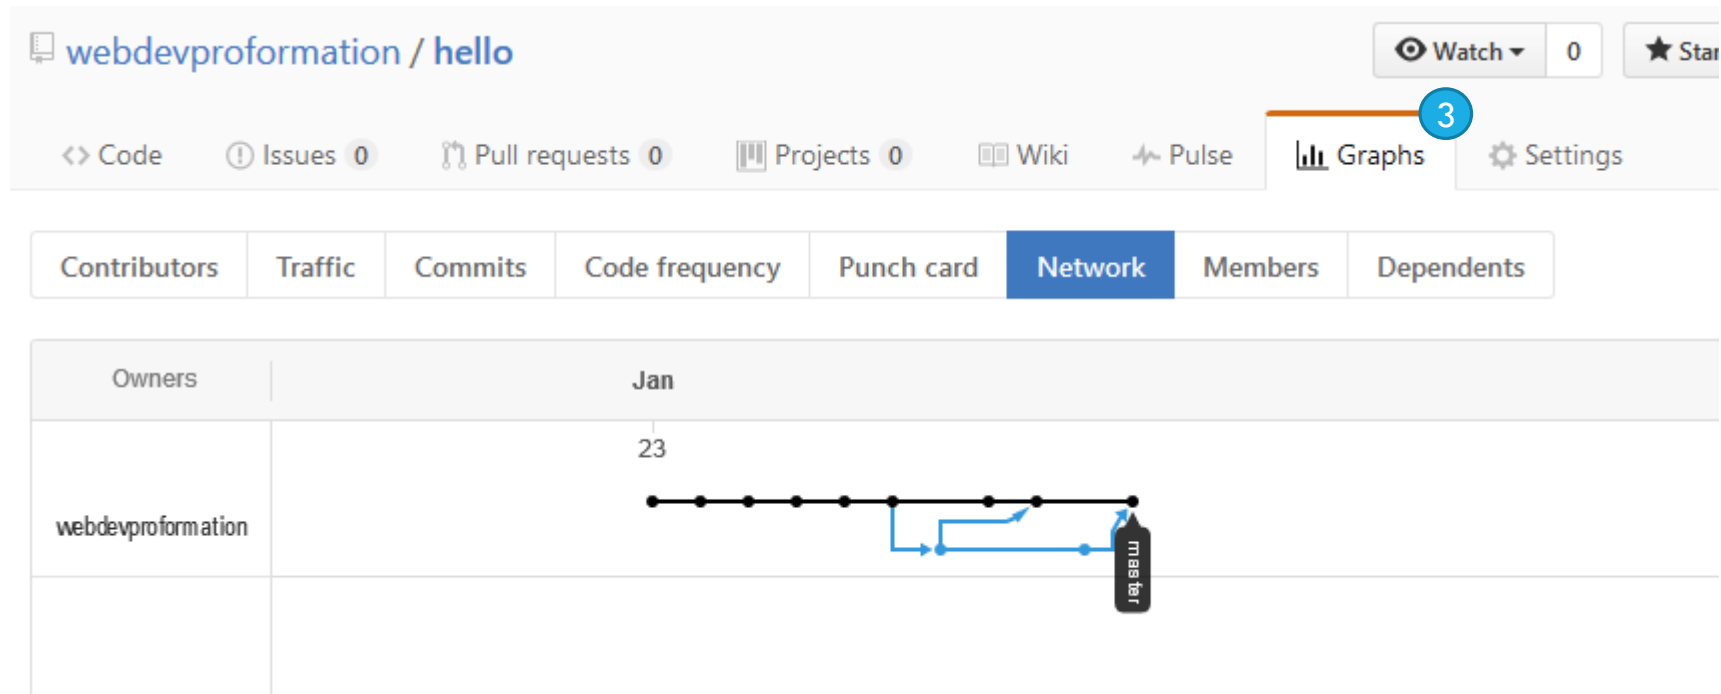 webdevproformation / hello
Watch 0 Star
3
Code Issues 0 Pull requests 0 Projects 0 Wiki Pulse Graphs Settings
Contributors Traffic Commits Code frequency Punch card Network Members Dependents
Owners Jan
23
webdevproformation
master